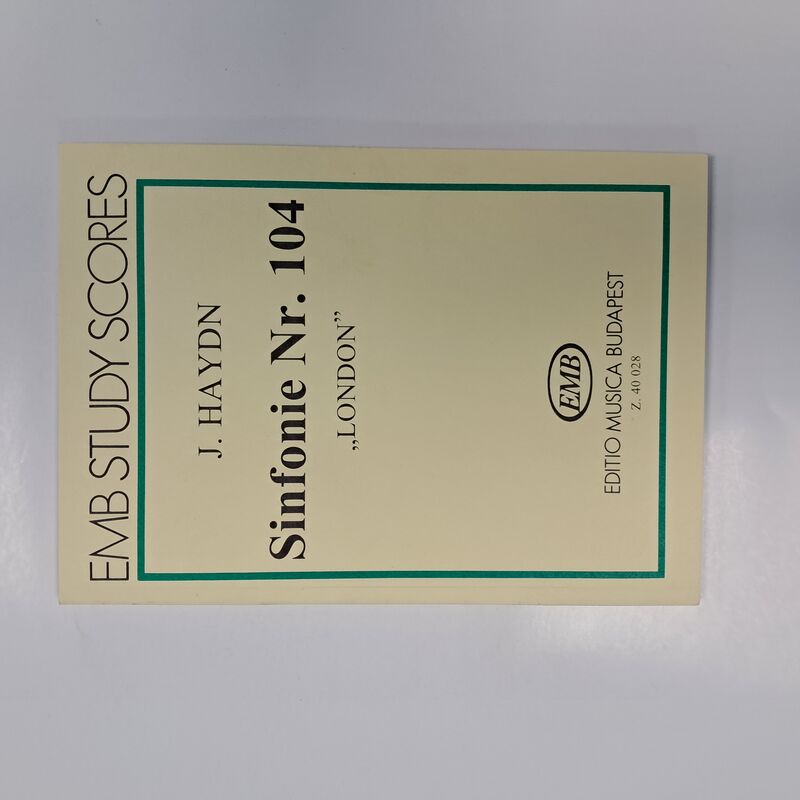 EMB STUDY SCORES
J. HAYDN
Sinfonie Nr. 104
„LONDON”
EMB
EDITIO MUSICA BUDAPEST
Z. 40 028